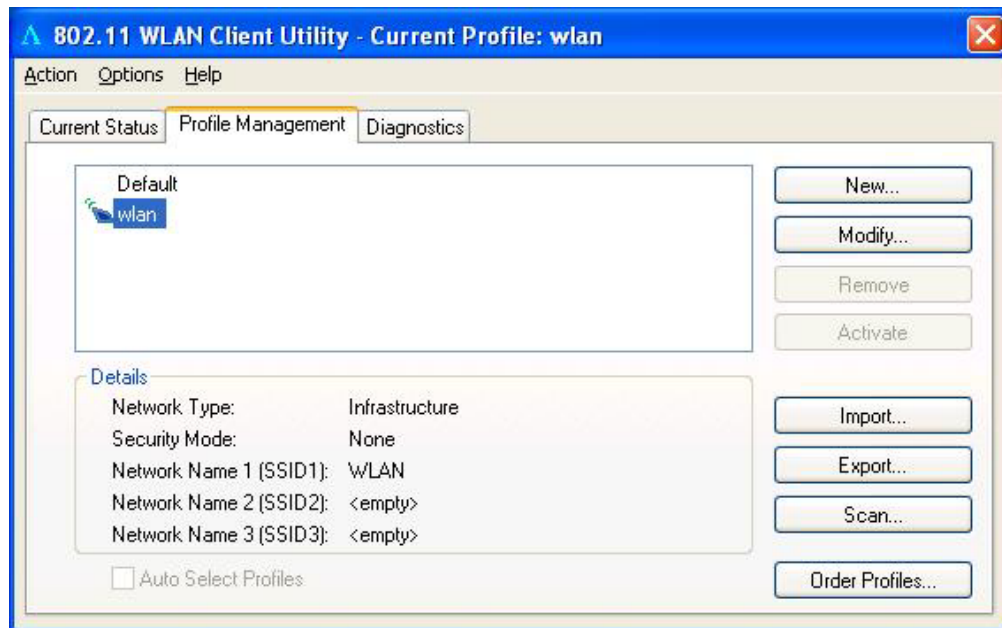 802.11 WLAN Client Utility - Current Profile: wlan
Action Options Help
Current Status Profile Management Diagnostics
Default
wlan
New...
Modify...
Remove
Activate
Details
Network Type: Infrastructure
Security Mode: None
Network Name 1 (SSID1): WLAN
Network Name 2 (SSID2): <empty>
Network Name 3 (SSID3): <empty>
Import...
Export...
Scan...
Auto Select Profiles
Order Profiles...